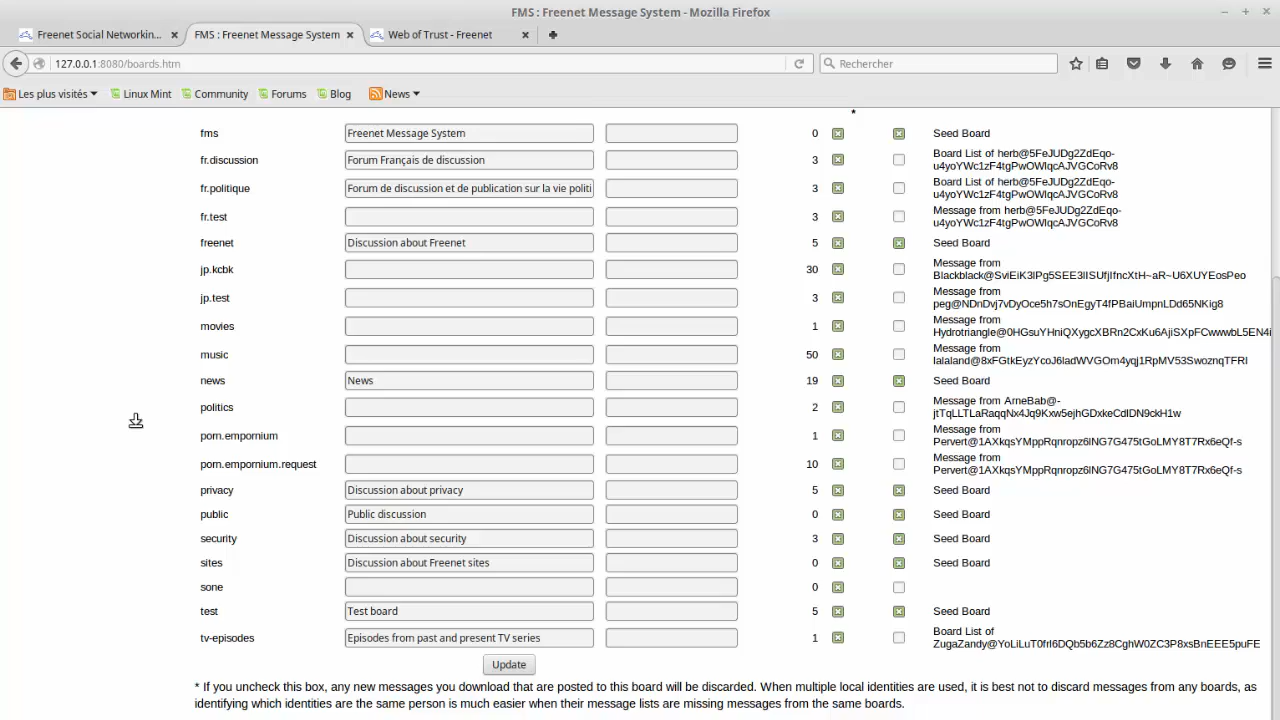 FMS : Freenet Message System - Mozilla Firefox
Freenet Social Networkin... FMS : Freenet Message System Web of Trust - Freenet
127.0.0.1:8080/boards.htm Rechercher
Les plus visités Linux Mint Community Forums Blog News
*
fms Freenet Message System 0 Seed Board
fr.discussion Forum Français de discussion 3 Board List of herb@5FeJUDg2ZdEqo-
u4yoYWc1zF4tgPwOWlqcAJVGCoRv8
fr.politique Forum de discussion et de publication sur la vie politi 3 Board List of herb@5FeJUDg2ZdEqo-
u4yoYWc1zF4tgPwOWlqcAJVGCoRv8
fr.test 3 Message from herb@5FeJUDg2ZdEqo-
u4yoYWc1zF4tgPwOWlqcAJVGCoRv8
freenet Discussion about Freenet 5 Seed Board
jp.kcbk 30 Message from
Blackblack@SviEiK3lPg5SEE3IISUfjIfncXtH~aR~U6XUYEosPeo
jp.test 3 Message from
peg@NDnDvj7vDyOce5h7sOnEgyT4fPBaiUmpnLDd65NKig8
movies 1 Message from
Hydrotriangle@0HGsuYHniQXygcXBRn2CxKu6AjiSXpFCwwwbL5EN4i
music 50 Message from
lalaland@8xFGtkEyzYcoJ6ladWVGOm4yqj1RpMV53SwoznqTFRI
news News 19 Seed Board
politics 2 Message from ArneBab@-
jtTqLLTLaRaqqNx4Jq9Kxw5ejhGDxkeCdlDN9ckH1w
porn.empornium 1 Message from
Pervert@1AXkqsYMppRqnropz6lNG7G475tGoLMY8T7Rx6eQf-s
porn.empornium.request 10 Message from
Pervert@1AXkqsYMppRqnropz6lNG7G475tGoLMY8T7Rx6eQf-s
privacy Discussion about privacy 5 Seed Board
public Public discussion 0 Seed Board
security Discussion about security 3 Seed Board
sites Discussion about Freenet sites 0 Seed Board
sone 0
test Test board 5 Seed Board
tv-episodes Episodes from past and present TV series 1 Board List of
ZugaZandy@YoLiLuT0frI6DQb5b6Zz8CghW0ZC3P8xsBnEEE5puFE
Update
* If you uncheck this box, any new messages you download that are posted to this board will be discarded. When multiple local identities are used, it is best not to discard messages from any boards, as
identifying which identities are the same person is much easier when their message lists are missing messages from the same boards.